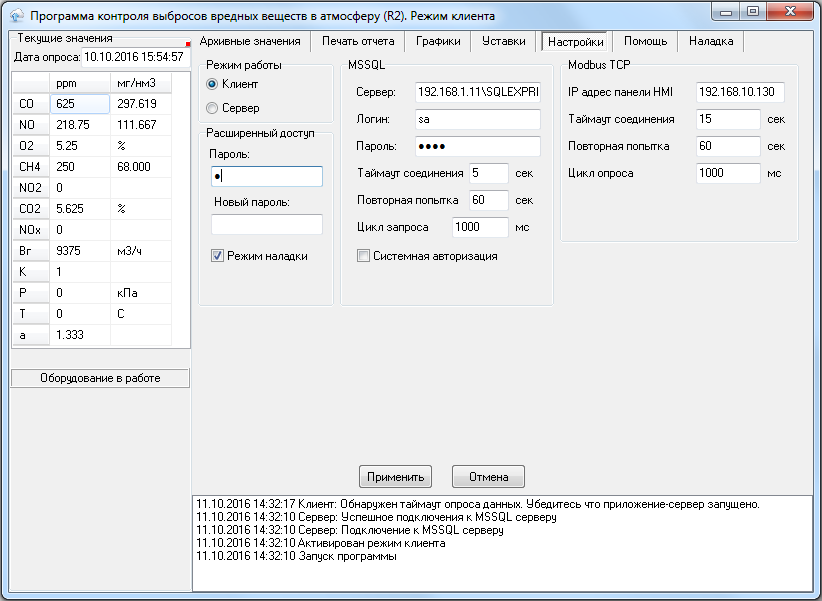 Программа контроля выбросов вредных веществ в атмосферу (R2). Режим клиента
Текущие значения
Дата опроса: 10.10.2016 15:54:57
ppm мг/нм3
CO 625 297.619
NO 218.75 111.667
O2 5.25 %
CH4 250 68.000
NO2 0
CO2 5.625 %
NOx 0
Вг 9375 м3/ч
K 1
P 0 кПа
T 0 C
a 1.333
Оборудование в работе
Архивные значения Печать отчета Графики Уставки Настройки Помощь Наладка
Режим работы
Клиент
Сервер
Расширенный доступ
Пароль:
Новый пароль:
Режим наладки
MSSQL
Сервер: 192.168.1.11\SQLEXPRI
Логин: sa
Пароль: ●●●●
Таймаут соединения 5 сек
Повторная попытка 60 сек
Цикл запроса 1000 мс
Системная авторизация
Modbus TCP
IP адрес панели HMI 192.168.10.130
Таймаут соединения 15 сек
Повторная попытка 60 сек
Цикл опроса 1000 мс
Применить Отмена
11.10.2016 14:32:17 Клиент: Обнаружен таймаут опроса данных. Убедитесь что приложение-сервер запущено.
11.10.2016 14:32:10 Сервер: Успешное подключения к MSSQL серверу
11.10.2016 14:32:10 Сервер: Подключение к MSSQL серверу
11.10.2016 14:32:10 Активирован режим клиента
11.10.2016 14:32:10 Запуск программы